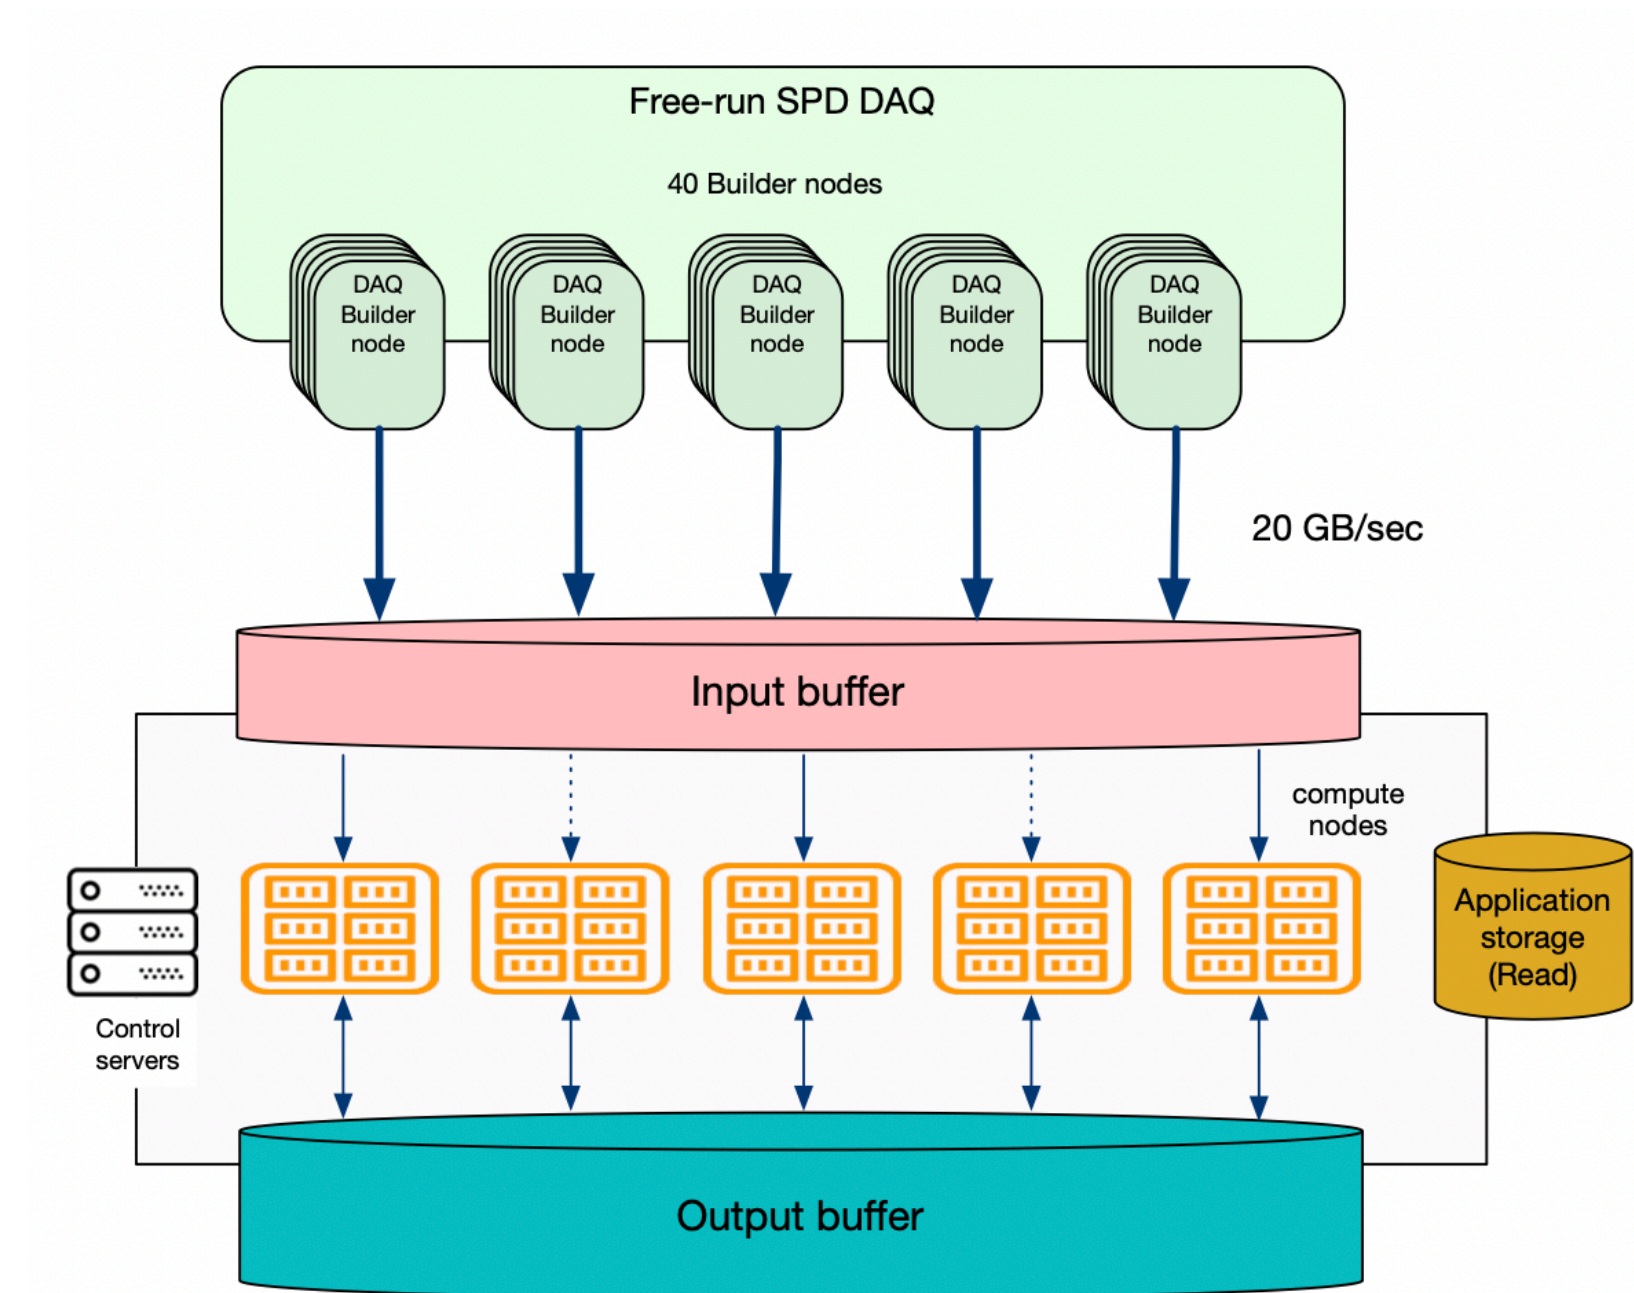 Free-run SPD DAQ
40 Builder nodes
DAQ
Builder
node
DAQ
Builder
node
DAQ
Builder
node
DAQ
Builder
node
DAQ
Builder
node
20 GB/sec
Input buffer
compute
nodes
Application
storage
(Read)
Control
servers
Output buffer